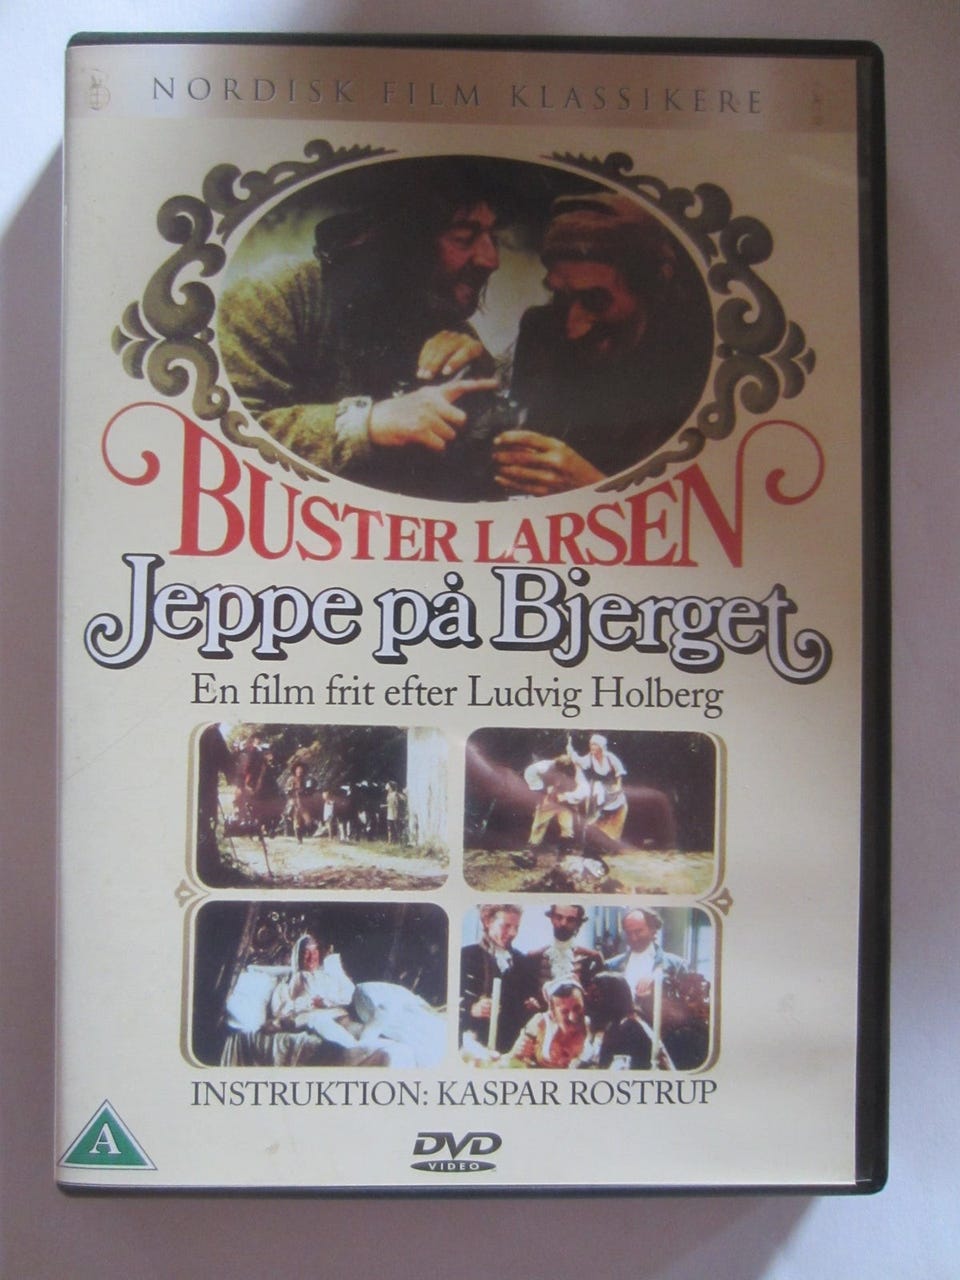 NORDISK FILM KLASSIKERE
BUSTER LARSEN
Jeppe på Bjerget
En film frit efter Ludvig Holberg
INSTRUKTION: KASPAR ROSTRUP
A
DVD
VIDEO